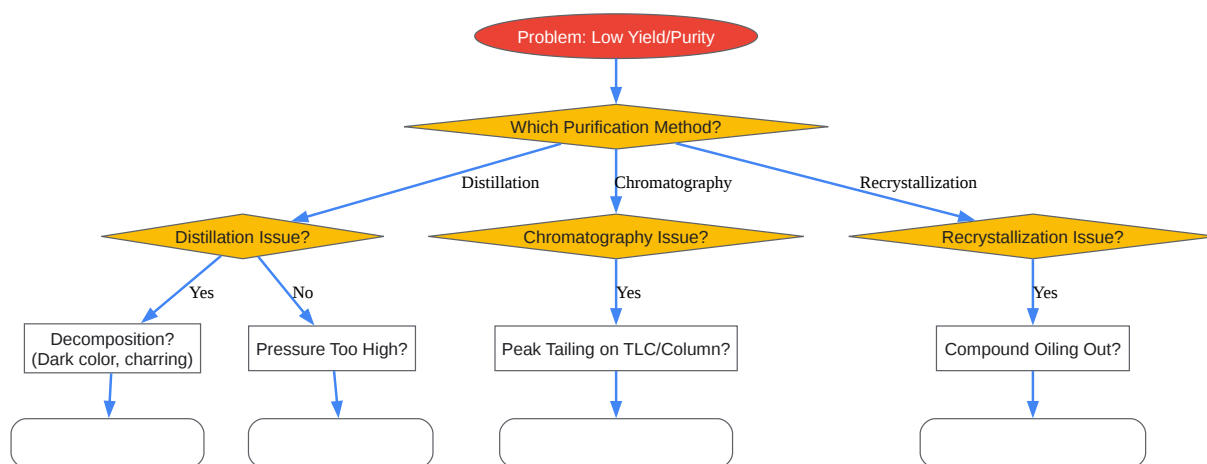 Problem: Low Yield/Purity
Which Purification Method?
Distillation
Chromatography
Recrystallization
Distillation Issue?
Chromatography Issue?
Recrystallization Issue?
Yes
No
Yes
Yes
Decomposition?
(Dark color, charring)
Pressure Too High?
Peak Tailing on TLC/Column?
Compound Oiling Out?